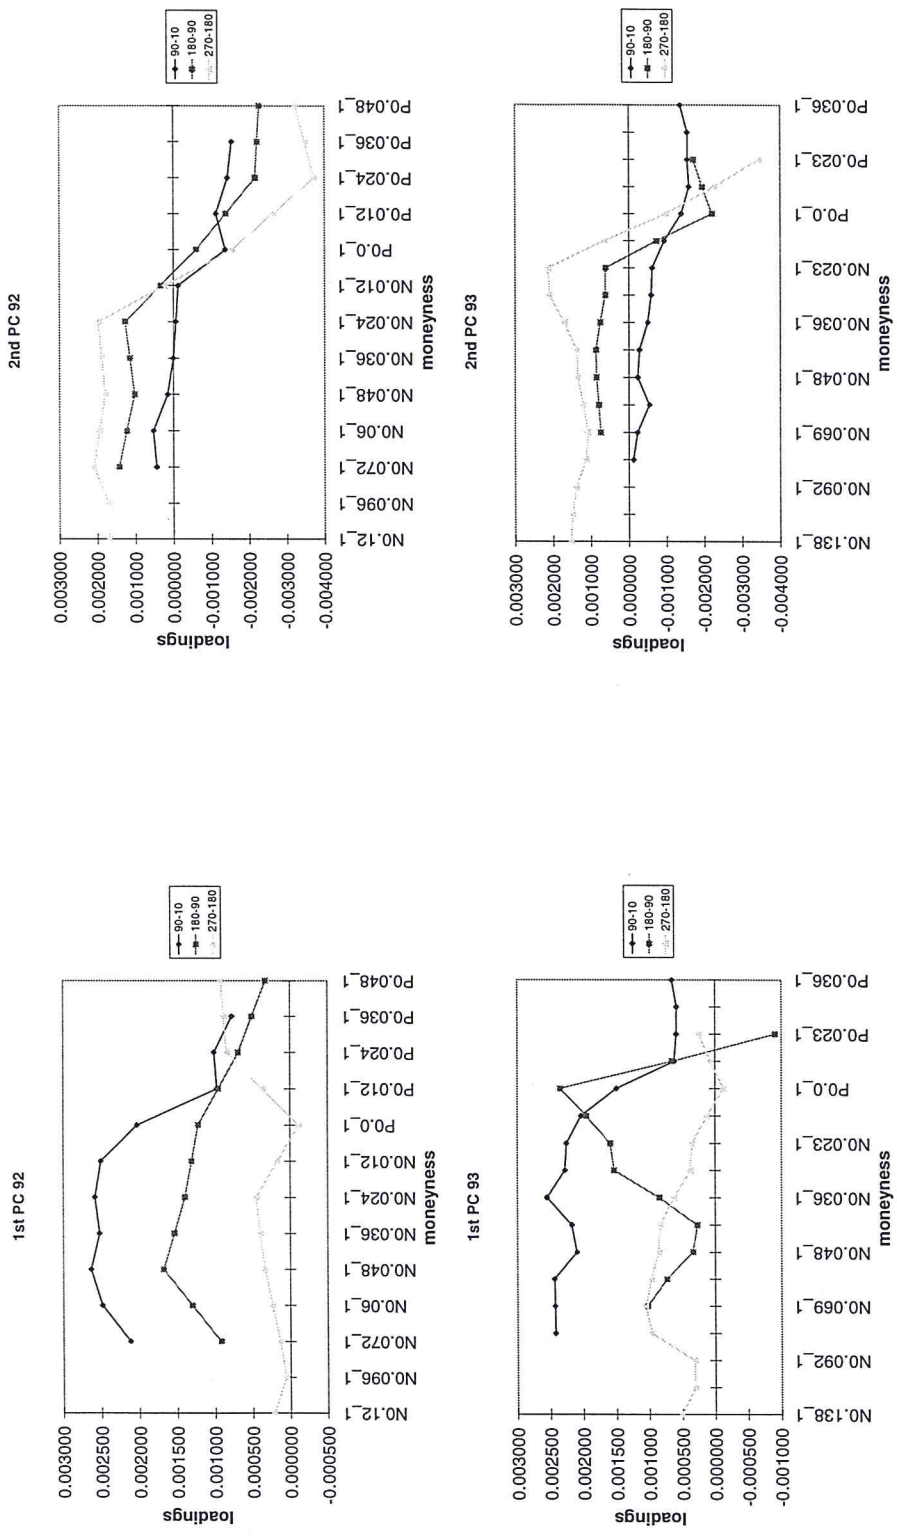 1st PC 92
loadings
0.003000
0.002500
0.002000
0.001500
0.001000
0.000500
0.000000
-0.000500
N0.12_1
N0.096_1
N0.072_1
N0.06_1
N0.048_1
N0.036_1
N0.024_1
N0.012_1
P0.0_1
P0.012_1
P0.024_1
P0.036_1
P0.048_1
moneyness
90-10
180-90
270-180
2nd PC 92
loadings
0.003000
0.002000
0.001000
0.000000
-0.001000
-0.002000
-0.003000
-0.004000
N0.12_1
N0.096_1
N0.072_1
N0.06_1
N0.048_1
N0.036_1
N0.024_1
N0.012_1
P0.0_1
P0.012_1
P0.024_1
P0.036_1
P0.048_1
moneyness
90-10
180-90
270-180
1st PC 93
loadings
0.003000
0.002500
0.002000
0.001500
0.001000
0.000500
0.000000
-0.000500
-0.001000
N0.138_1
N0.092_1
N0.069_1
N0.048_1
N0.036_1
N0.023_1
P0.0_1
P0.023_1
P0.036_1
moneyness
90-10
180-90
270-180
2nd PC 93
loadings
0.003000
0.002000
0.001000
0.000000
-0.001000
-0.002000
-0.003000
-0.004000
N0.138_1
N0.092_1
N0.069_1
N0.048_1
N0.036_1
N0.023_1
P0.0_1
P0.023_1
P0.036_1
moneyness
90-10
180-90
270-180